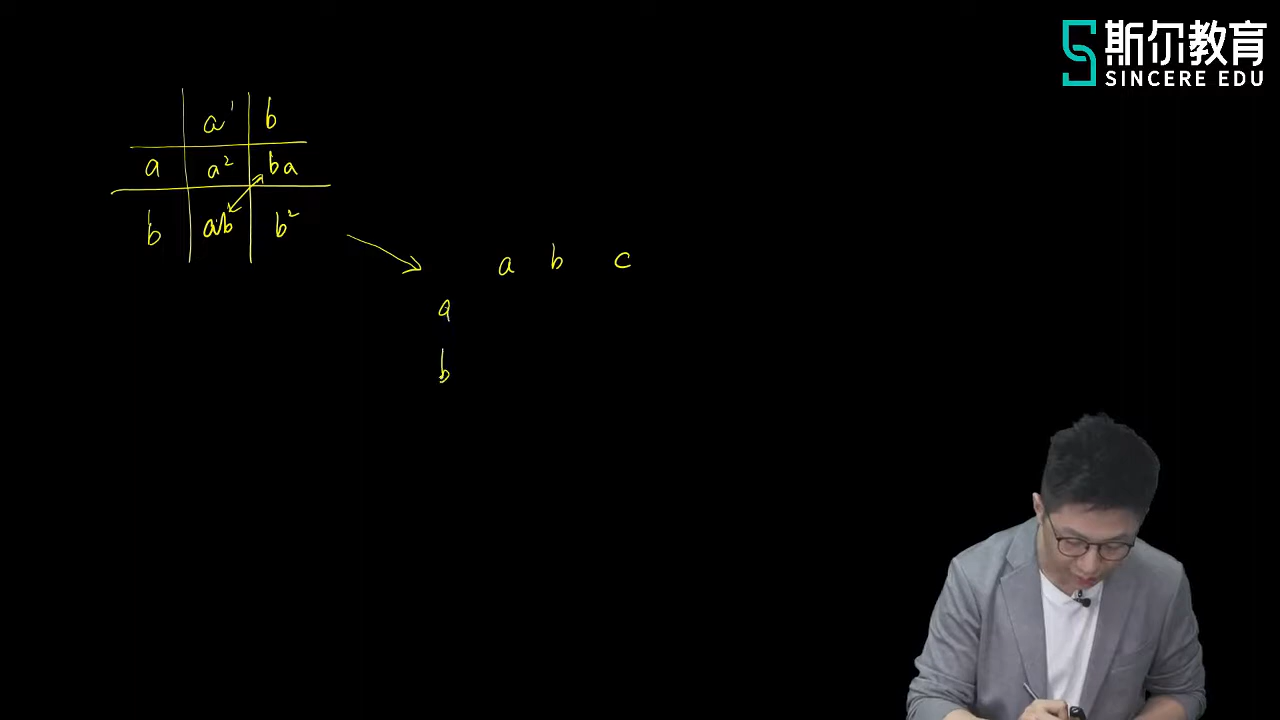 斯尔教育
SINCERE EDU
a' b
a a² ba
b ab b²
a b c
a
b